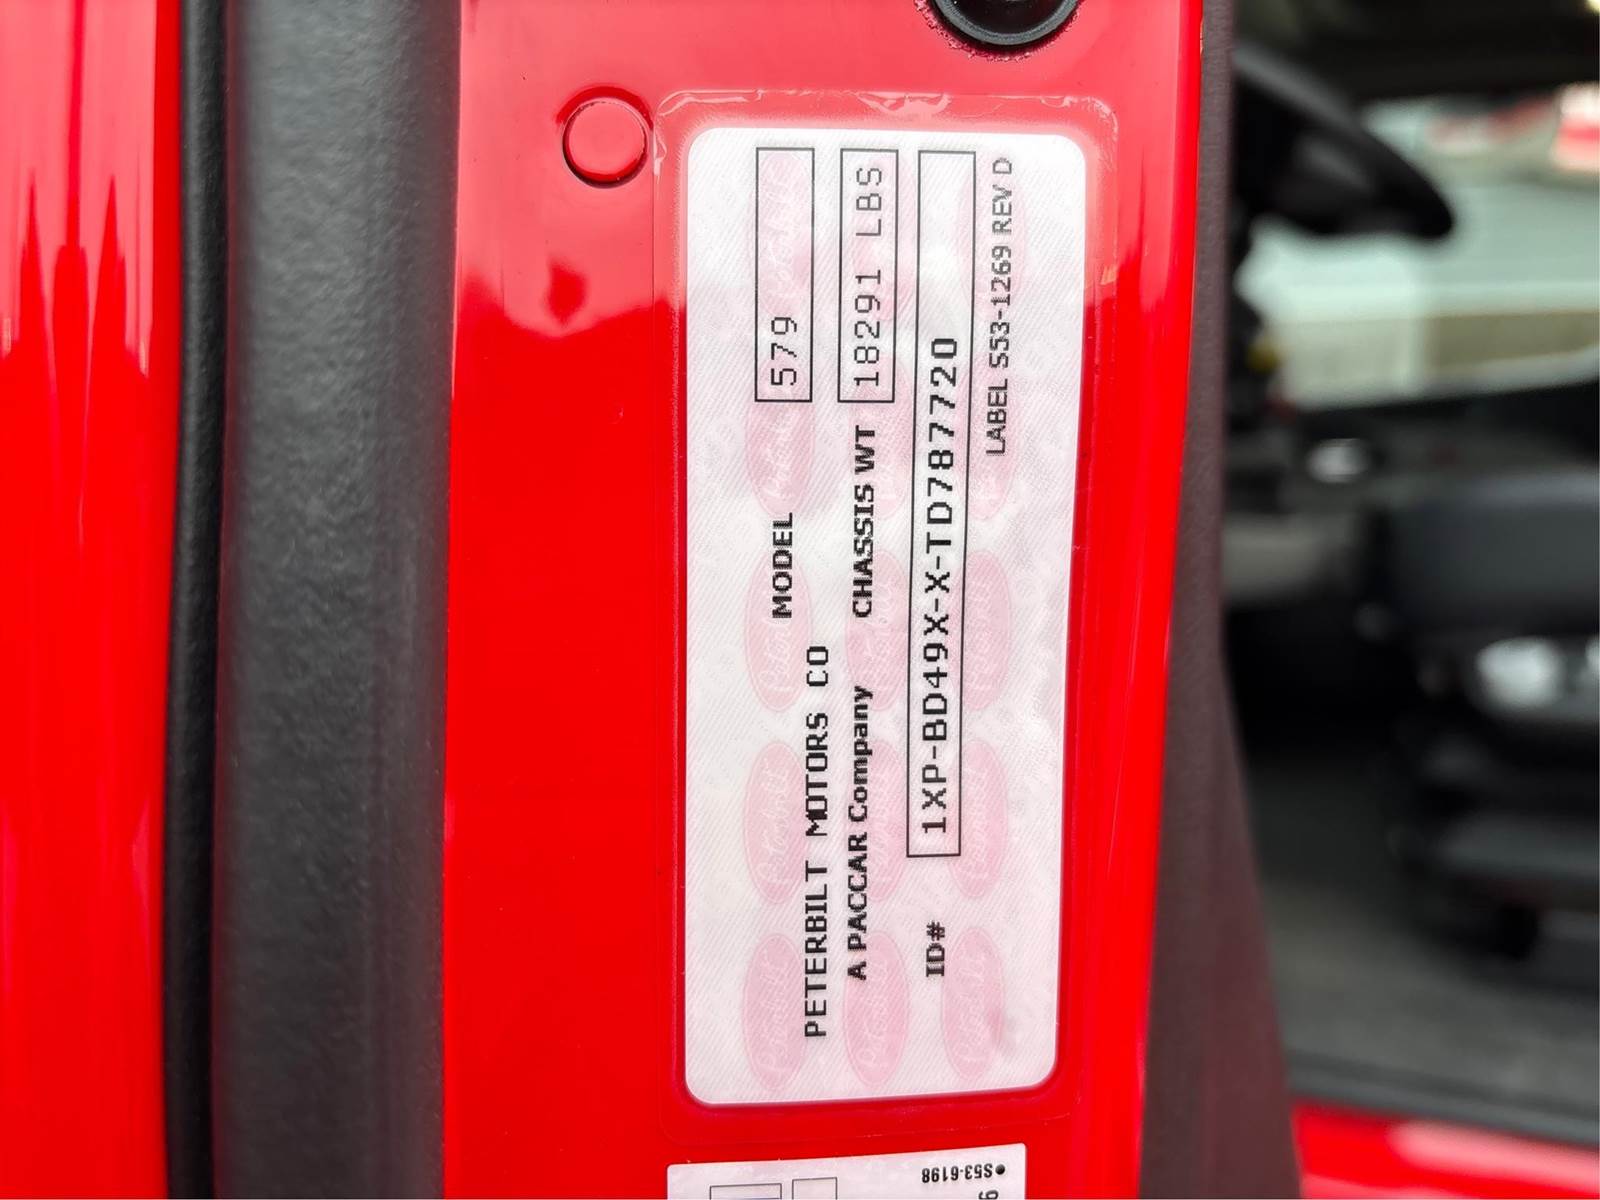 MODEL 579
PETERBILT MOTORS CO
A PACCAR Company CHASSIS WT 18291 LBS
ID# 1XP-BD49X-X-TD787720
LABEL S53-1269 REV D
●S53-6198